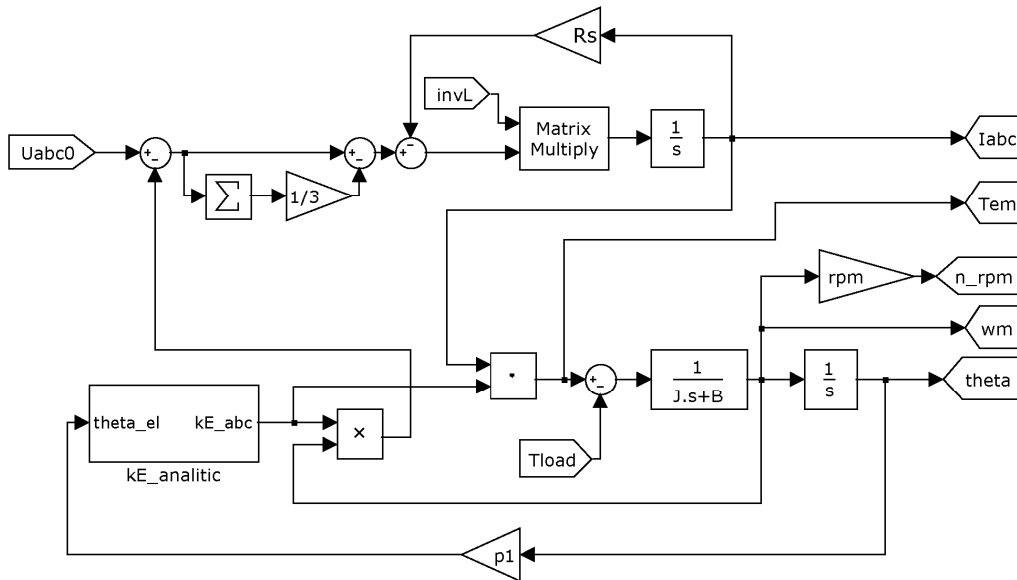 Rs
invL
Matrix
Multiply
1
s
Iabc
Uabc0
+
-
+
-
+
-
Σ
1/3
Tem
rpm
n_rpm
wm
theta_el
kE_abc
kE_analitic
×
·
+
-
1
J.s+B
1
s
theta
Tload
p1